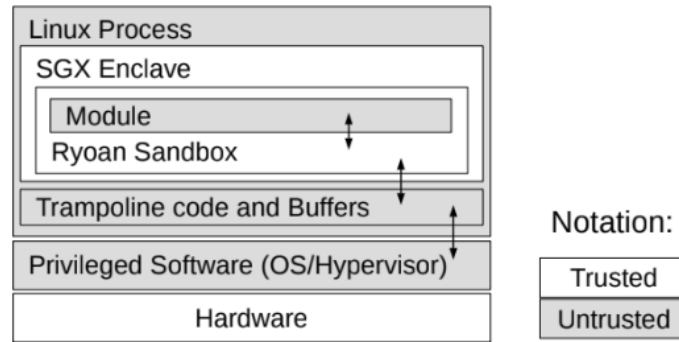 Linux Process
SGX Enclave
Module
Ryoan Sandbox
Trampoline code and Buffers
Privileged Software (OS/Hypervisor)
Hardware
Notation:
Trusted
Untrusted